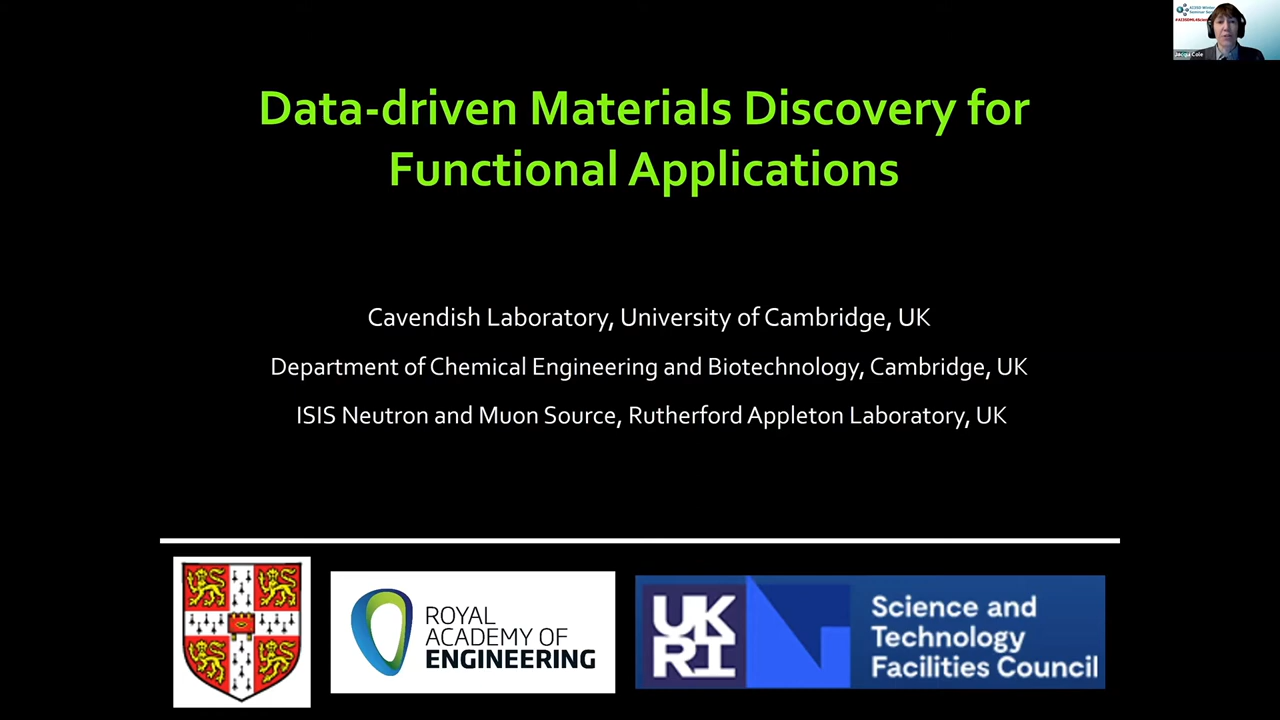 Data-driven Materials Discovery for
Functional Applications
Cavendish Laboratory, University of Cambridge, UK
Department of Chemical Engineering and Biotechnology, Cambridge, UK
ISIS Neutron and Muon Source, Rutherford Appleton Laboratory, UK
ROYAL
ACADEMY OF
ENGINEERING
UK
RI
Science and
Technology
Facilities Council
Jacqui Cole